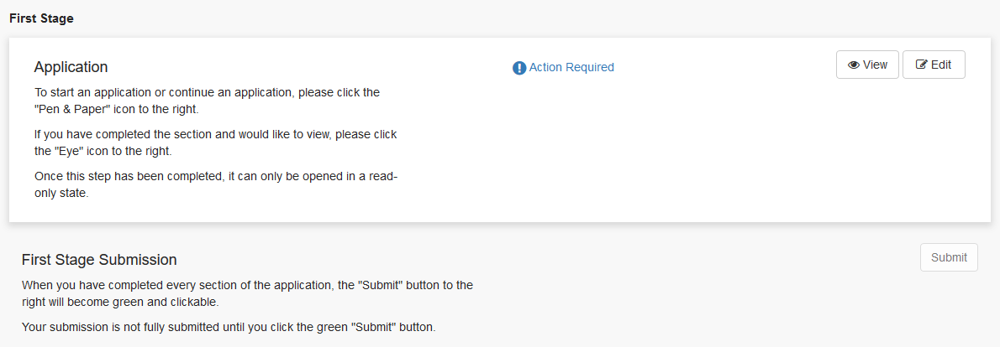 First Stage
Application
Action Required
View
Edit
To start an application or continue an application, please click the
"Pen & Paper" icon to the right.
If you have completed the section and would like to view, please click
the "Eye" icon to the right.
Once this step has been completed, it can only be opened in a read-
only state.
First Stage Submission
Submit
When you have completed every section of the application, the "Submit" button to the
right will become green and clickable.
Your submission is not fully submitted until you click the green "Submit" button.